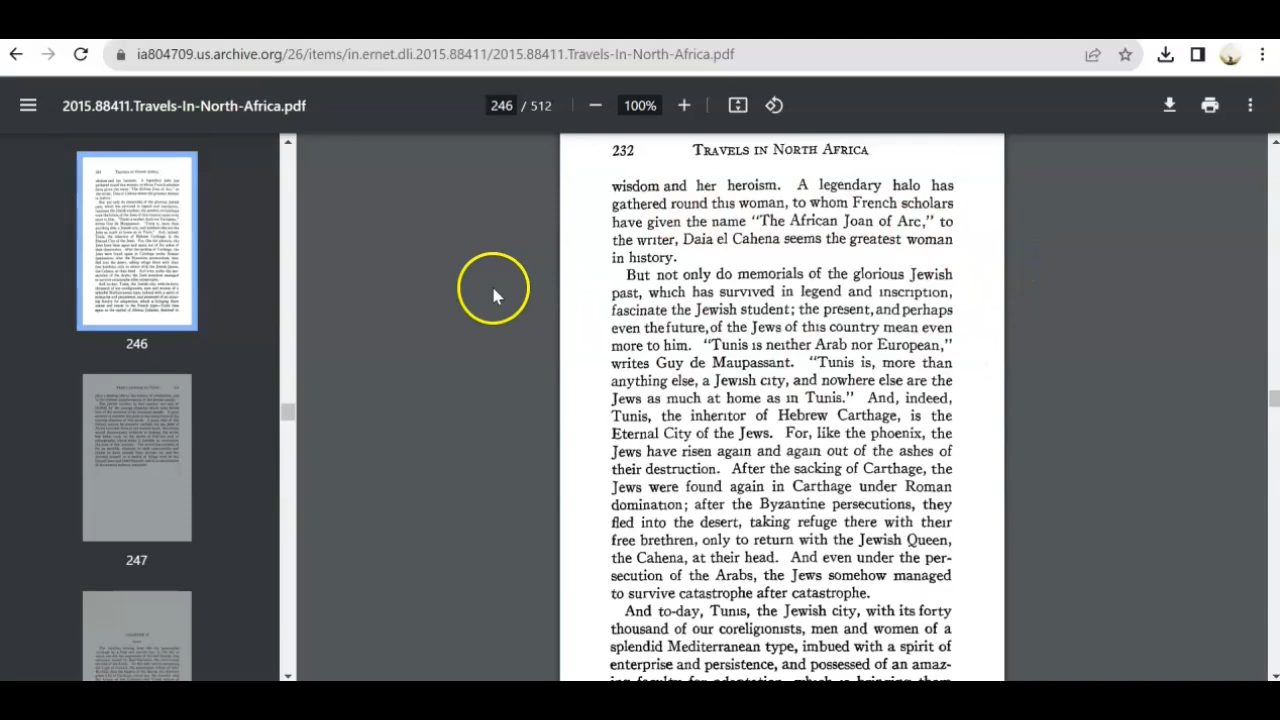 ia804709.us.archive.org/26/items/in.ernet.dli.2015.88411/2015.88411.Travels-In-North-Africa.pdf
2015.88411.Travels-In-North-Africa.pdf
246 / 512
100%
246
247
232 TRAVELS IN NORTH AFRICA
wisdom and her heroism. A legendary halo has
gathered round this woman, to whom French scholars
have given the name "The African Joan of Arc," to
the writer, Daia el Cahena seems the greatest woman
in history.
But not only do memorials of the glorious Jewish
past, which has survived in legend and inscription,
fascinate the Jewish student; the present, and perhaps
even the future, of the Jews of this country mean even
more to him. "Tunis is neither Arab nor European,"
writes Guy de Maupassant. "Tunis is, more than
anything else, a Jewish city, and nowhere else are the
Jews as much at home as in Tunis." And, indeed,
Tunis, the inheritor of Hebrew Carthage, is the
Eternal City of the Jews. For, like the phoenix, the
Jews have risen again and again out of the ashes of
their destruction. After the sacking of Carthage, the
Jews were found again in Carthage under Roman
domination; after the Byzantine persecutions, they
fled into the desert, taking refuge there with their
free brethren, only to return with the Jewish Queen,
the Cahena, at their head. And even under the per-
secution of the Arabs, the Jews somehow managed
to survive catastrophe after catastrophe.
And to-day, Tunis, the Jewish city, with its forty
thousand of our coreligionists, men and women of a
splendid Mediterranean type, imbued with a spirit of
enterprise and persistence, and possessed of an amaz-
ing faculty for adaptation, which is bringing them